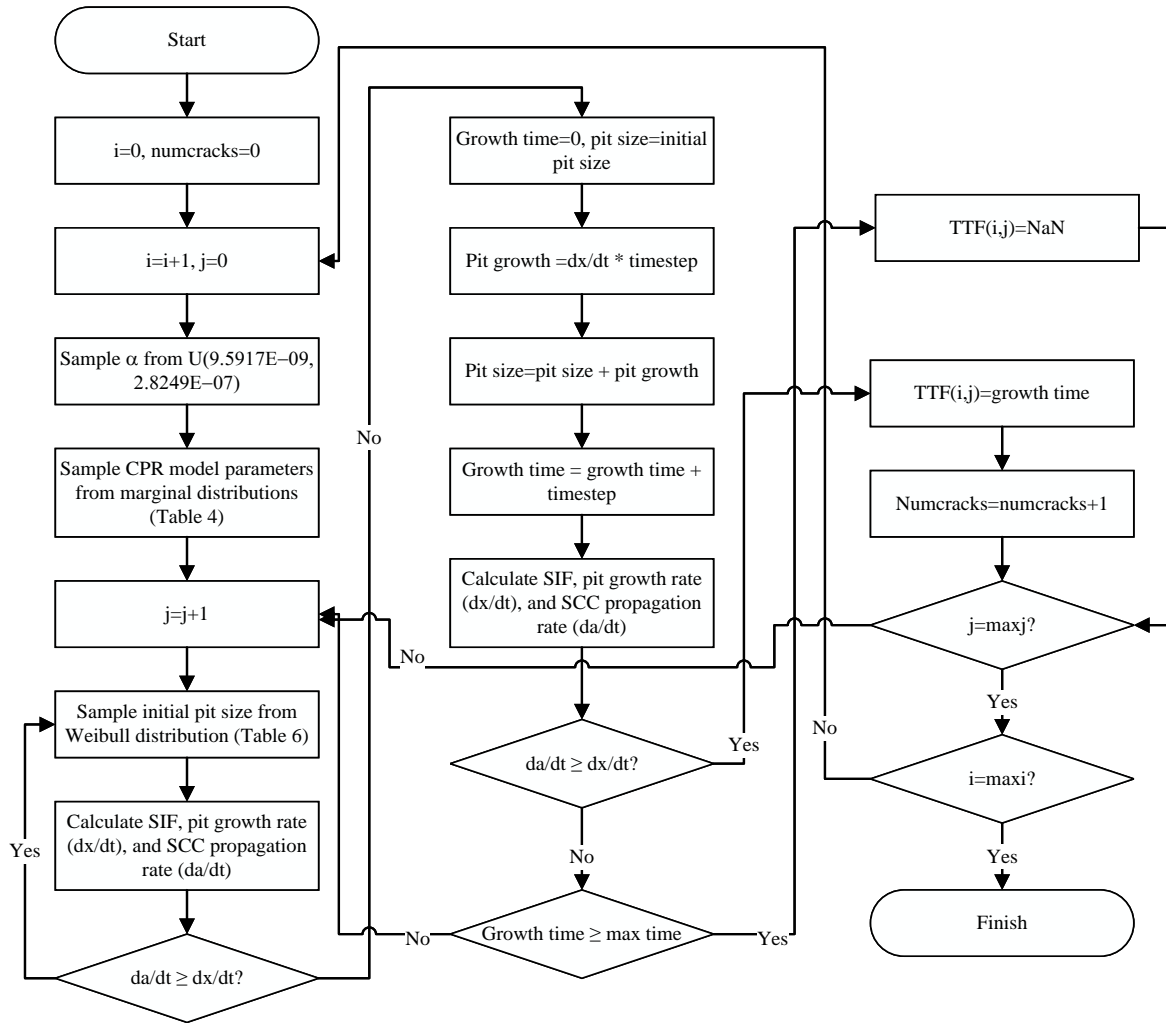 Start
i=0, numcracks=0
i=i+1, j=0
Sample α from U(9.5917E−09,
2.8249E−07)
Sample CPR model parameters
from marginal distributions
(Table 4)
j=j+1
Sample initial pit size from
Weibull distribution (Table 6)
Calculate SIF, pit growth rate
(dx/dt), and SCC propagation
rate (da/dt)
da/dt ≥ dx/dt?
Yes
No
Growth time=0, pit size=initial
pit size
Pit growth =dx/dt * timestep
Pit size=pit size + pit growth
Growth time = growth time +
timestep
Calculate SIF, pit growth rate
(dx/dt), and SCC propagation
rate (da/dt)
da/dt ≥ dx/dt?
Yes
No
Growth time ≥ max time
No
Yes
TTF(i,j)=NaN
TTF(i,j)=growth time
Numcracks=numcracks+1
j=maxj?
No
Yes
i=maxi?
No
Yes
Finish